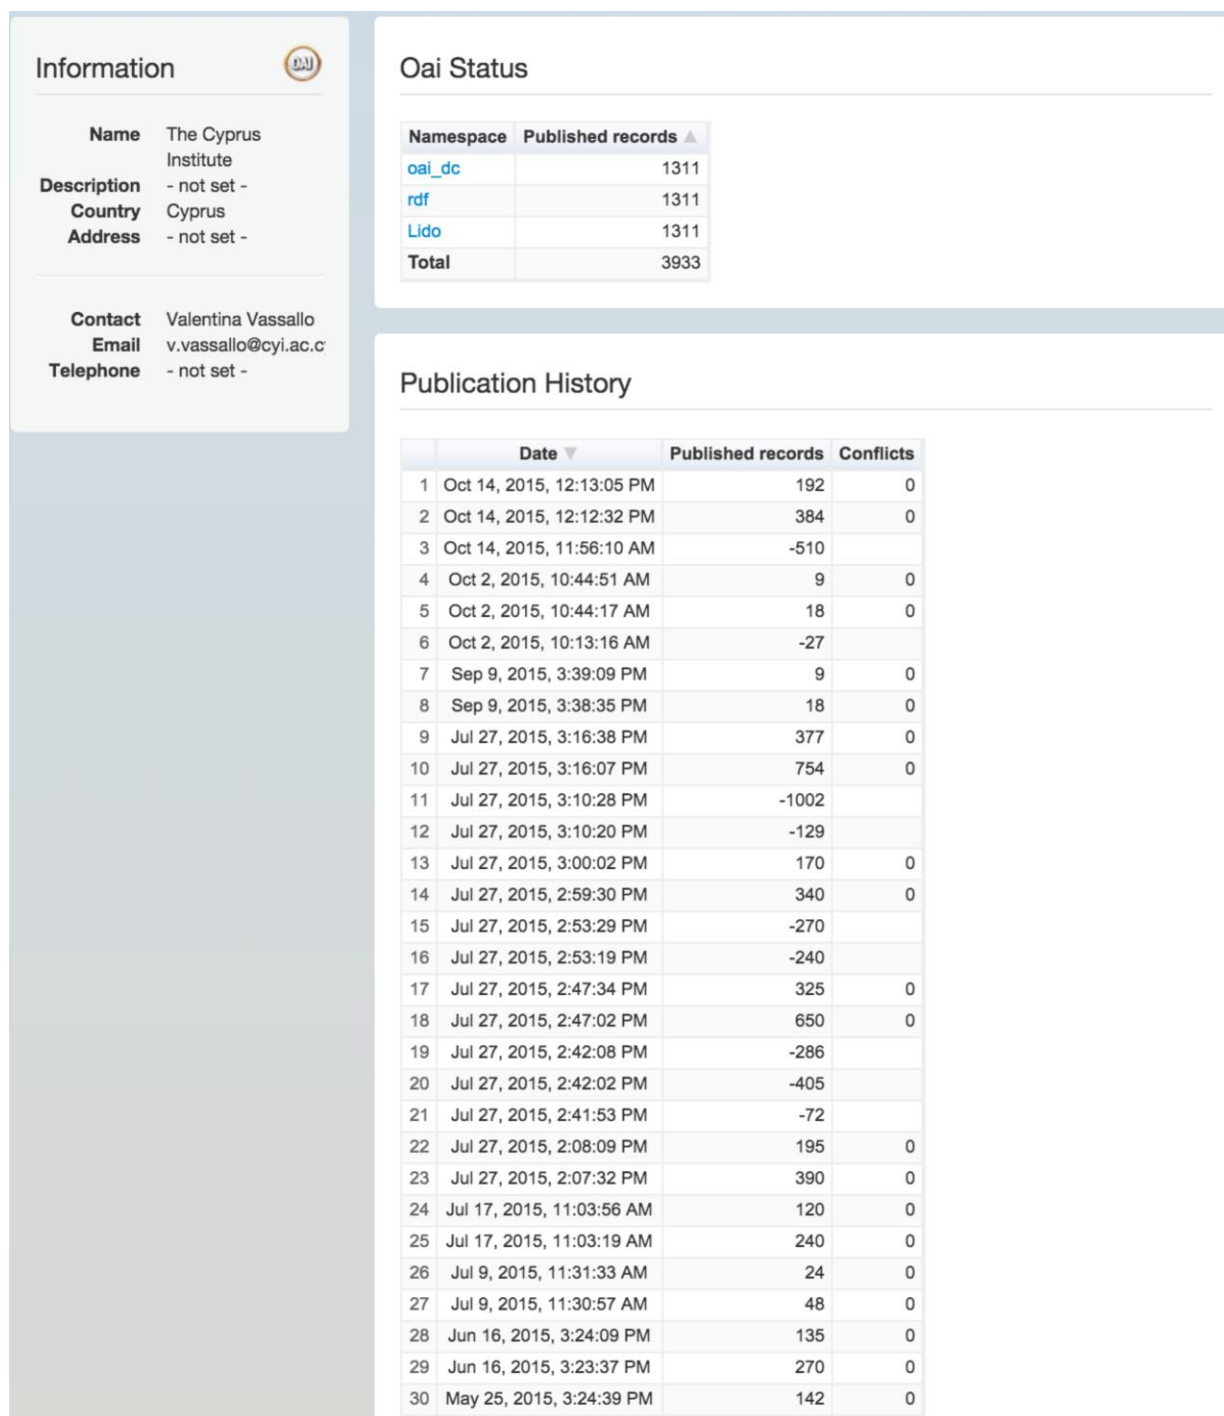 Information
OAI
Name The Cyprus
Institute
Description - not set -
Country Cyprus
Address - not set -
Contact Valentina Vassallo
Email v.vassallo@cyi.ac.c
Telephone - not set -
Oai Status
Namespace Published records
oai_dc 1311
rdf 1311
Lido 1311
Total 3933
Publication History
Date Published records Conflicts
1 Oct 14, 2015, 12:13:05 PM 192 0
2 Oct 14, 2015, 12:12:32 PM 384 0
3 Oct 14, 2015, 11:56:10 AM -510
4 Oct 2, 2015, 10:44:51 AM 9 0
5 Oct 2, 2015, 10:44:17 AM 18 0
6 Oct 2, 2015, 10:13:16 AM -27
7 Sep 9, 2015, 3:39:09 PM 9 0
8 Sep 9, 2015, 3:38:35 PM 18 0
9 Jul 27, 2015, 3:16:38 PM 377 0
10 Jul 27, 2015, 3:16:07 PM 754 0
11 Jul 27, 2015, 3:10:28 PM -1002
12 Jul 27, 2015, 3:10:20 PM -129
13 Jul 27, 2015, 3:00:02 PM 170 0
14 Jul 27, 2015, 2:59:30 PM 340 0
15 Jul 27, 2015, 2:53:29 PM -270
16 Jul 27, 2015, 2:53:19 PM -240
17 Jul 27, 2015, 2:47:34 PM 325 0
18 Jul 27, 2015, 2:47:02 PM 650 0
19 Jul 27, 2015, 2:42:08 PM -286
20 Jul 27, 2015, 2:42:02 PM -405
21 Jul 27, 2015, 2:41:53 PM -72
22 Jul 27, 2015, 2:08:09 PM 195 0
23 Jul 27, 2015, 2:07:32 PM 390 0
24 Jul 17, 2015, 11:03:56 AM 120 0
25 Jul 17, 2015, 11:03:19 AM 240 0
26 Jul 9, 2015, 11:31:33 AM 24 0
27 Jul 9, 2015, 11:30:57 AM 48 0
28 Jun 16, 2015, 3:24:09 PM 135 0
29 Jun 16, 2015, 3:23:37 PM 270 0
30 May 25, 2015, 3:24:39 PM 142 0